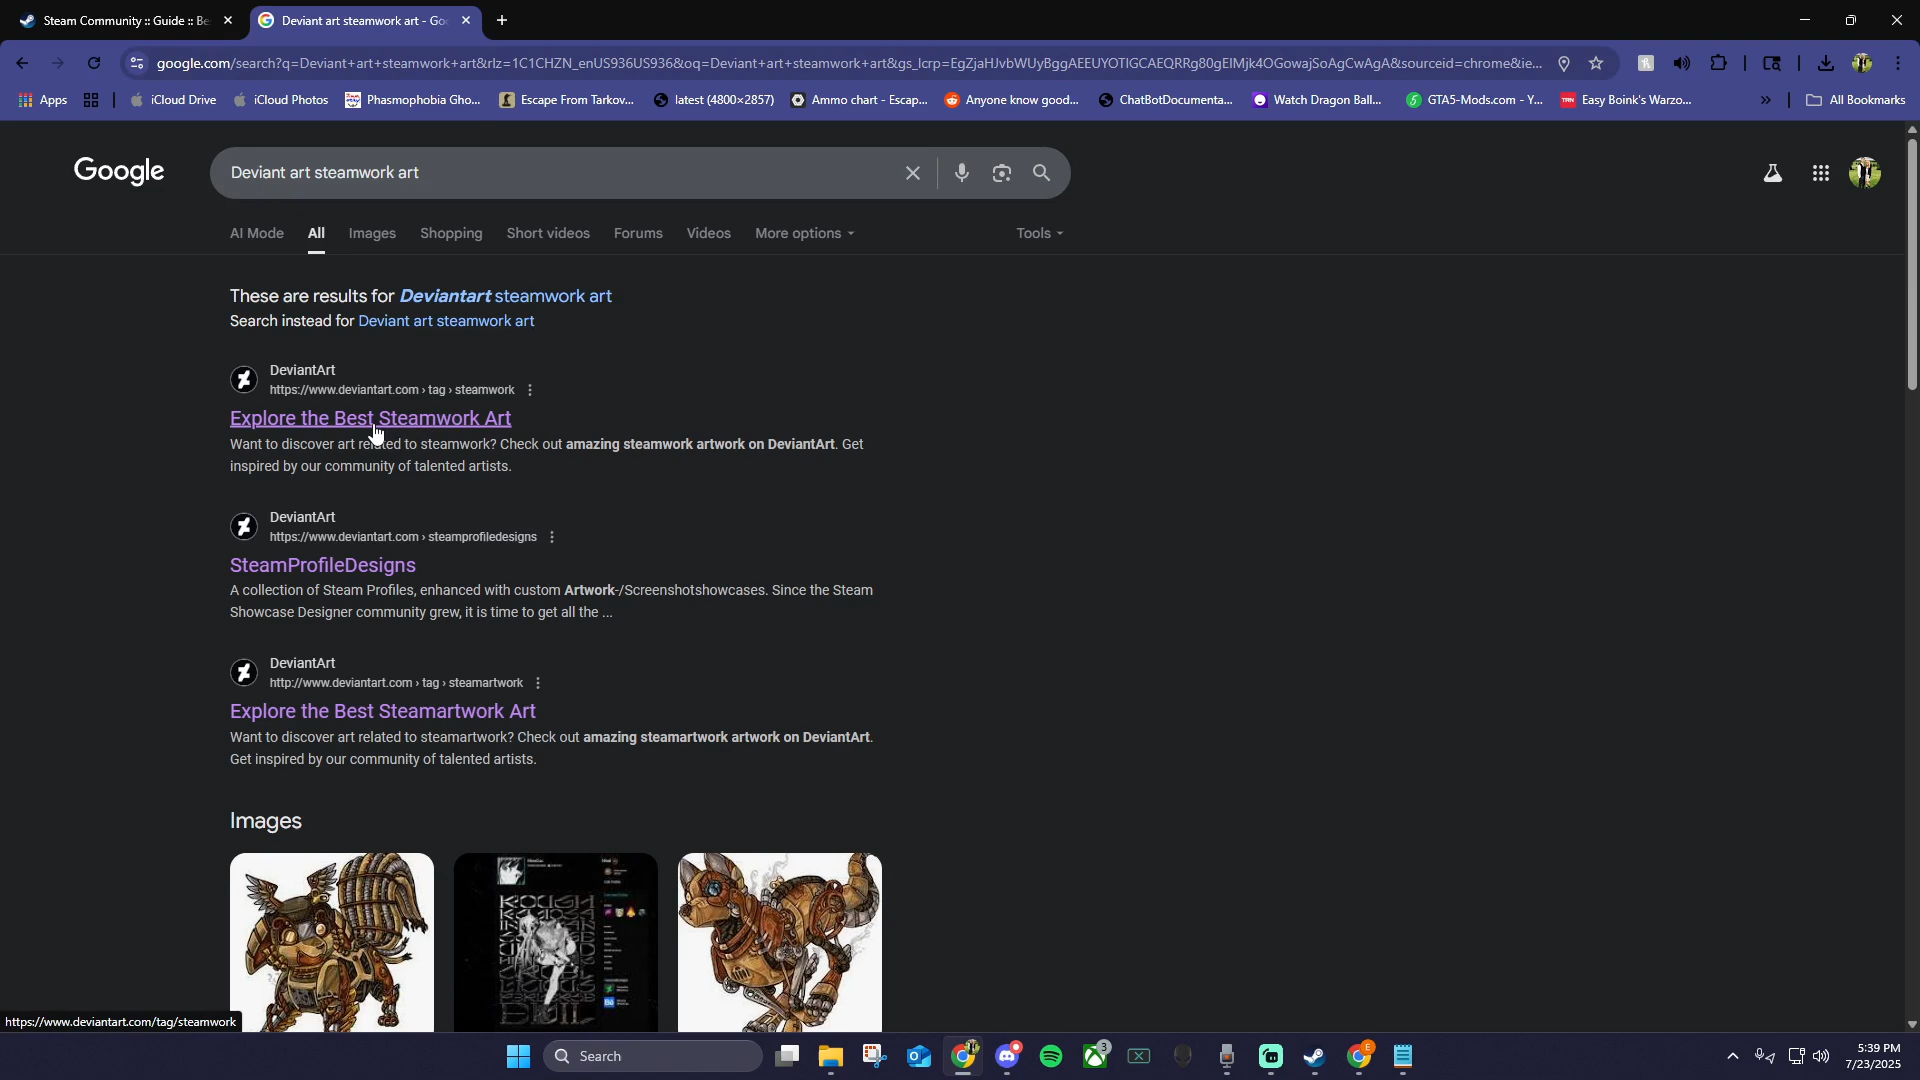 Steam Community :: Guide :: Be
Deviant art steamwork art - Goo
google.com/search?q=Deviant+art+steamwork+art&rlz=1C1CHZN_enUS936US936&oq=Deviant+art+steamwork+art&gs_lcrp=EgZjaHJvbWUyBggAEEUYOTIGCAEQRRg80gEIMjk4OGowajSoAgCwAgA&sourceid=chrome&ie...
Apps
iCloud Drive
iCloud Photos
Phasmophobia Gho...
Escape From Tarkov...
latest (4800×2857)
Ammo chart - Escap...
Anyone know good...
ChatBotDocumenta...
Watch Dragon Ball...
GTA5-Mods.com - Y...
Easy Boink's Warzo...
All Bookmarks
Google
Deviant art steamwork art
AI Mode
All
Images
Shopping
Short videos
Forums
Videos
More options
Tools
These are results for Deviantart steamwork art
Search instead for Deviant art steamwork art
DeviantArt
https://www.deviantart.com › tag › steamwork
Explore the Best Steamwork Art
Want to discover art related to steamwork? Check out amazing steamwork artwork on DeviantArt. Get
inspired by our community of talented artists.
DeviantArt
https://www.deviantart.com › steamprofiledesigns
SteamProfileDesigns
A collection of Steam Profiles, enhanced with custom Artwork-/Screenshotshowcases. Since the Steam
Showcase Designer community grew, it is time to get all the ...
DeviantArt
http://www.deviantart.com › tag › steamartwork
Explore the Best Steamartwork Art
Want to discover art related to steamartwork? Check out amazing steamartwork artwork on DeviantArt.
Get inspired by our community of talented artists.
Images
https://www.deviantart.com/tag/steamwork
Search
3
E
5:39 PM
7/23/2025